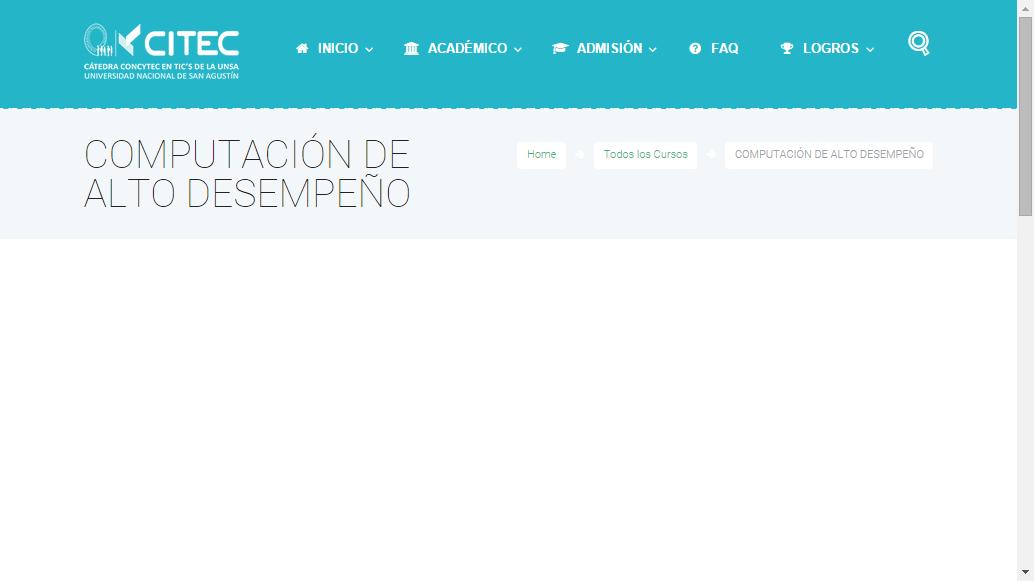 CITEC
CÁTEDRA CONCYTEC EN TIC'S DE LA UNSA
UNIVERSIDAD NACIONAL DE SAN AGUSTÍN
INICIO ACADÉMICO ADMISIÓN FAQ LOGROS
COMPUTACIÓN DE
ALTO DESEMPEÑO
Home Todos los Cursos COMPUTACIÓN DE ALTO DESEMPEÑO